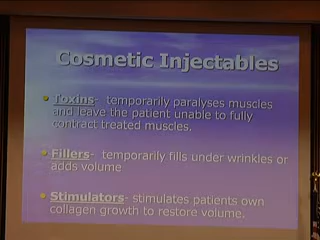 Cosmetic Injectables
• Toxins- temporarily paralyses muscles
and leave the patient unable to fully
contract treated muscles.
• Fillers- temporarily fills under wrinkles or
adds volume
• Stimulators- stimulates patients own
collagen growth to restore volume.